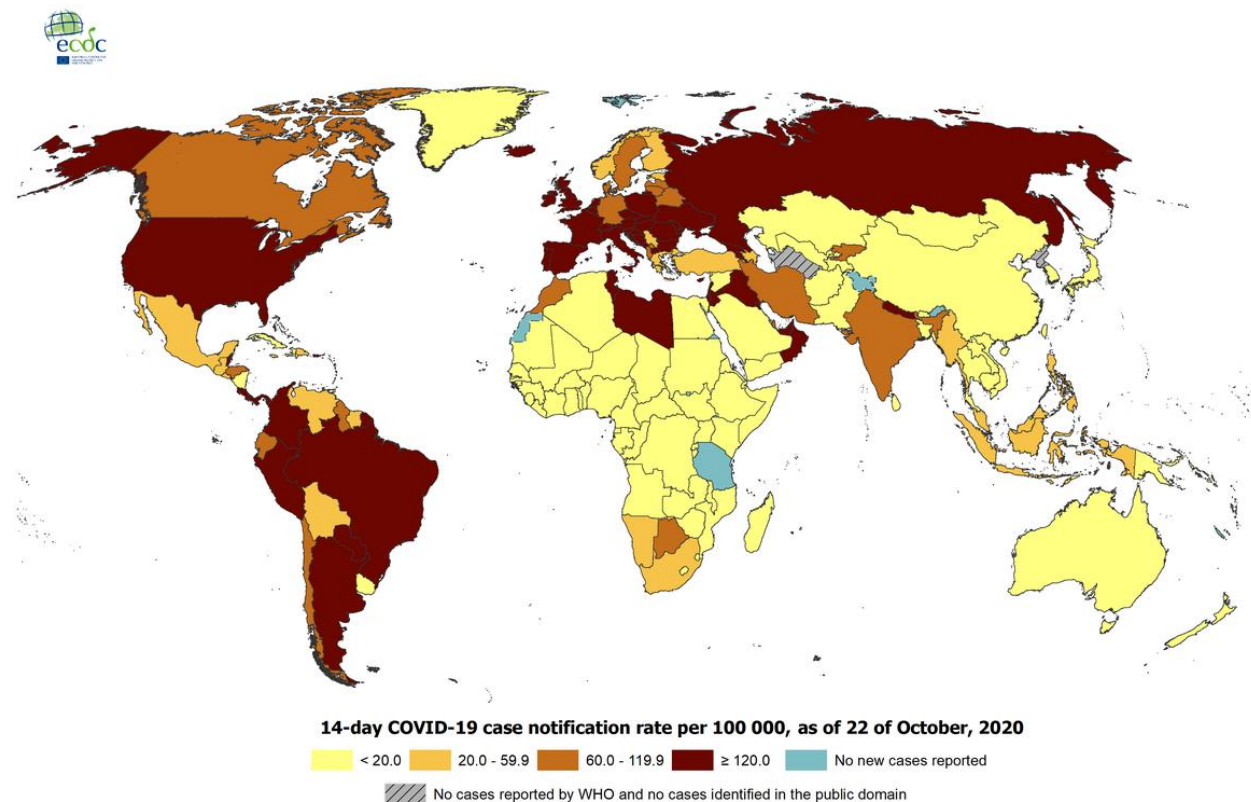 ecdc
14-day COVID-19 case notification rate per 100 000, as of 22 of October, 2020
< 20.0
20.0 - 59.9
60.0 - 119.9
≥ 120.0
No new cases reported
No cases reported by WHO and no cases identified in the public domain